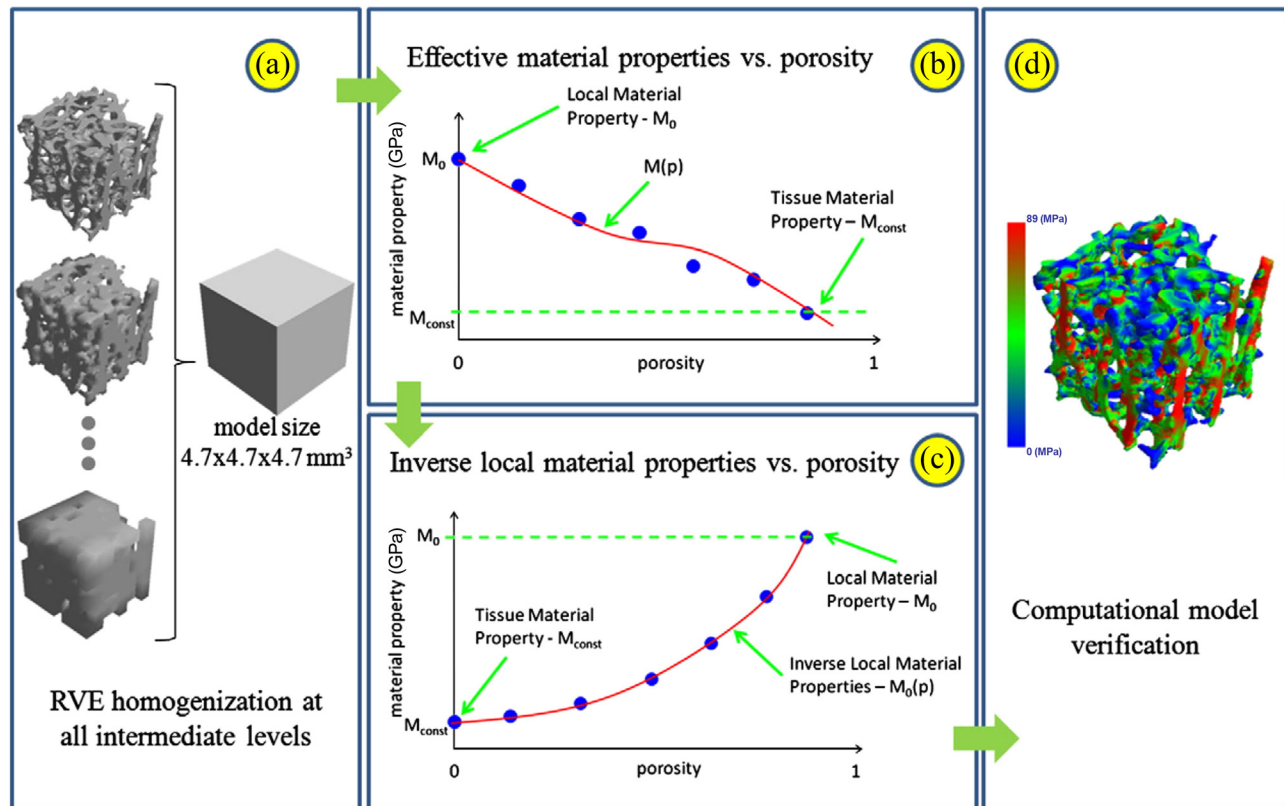 (a)
model size
4.7x4.7x4.7 mm³
RVE homogenization at
all intermediate levels
(b)
Effective material properties vs. porosity
Local Material
Property - M₀
M₀
M(p)
Tissue Material
Property – Mconst
material property (GPa)
Mconst
0
porosity
1
(c)
Inverse local material properties vs. porosity
M₀
material property (GPa)
Local Material
Property – M₀
Tissue Material
Property - Mconst
Inverse Local Material
Properties – M₀(p)
Mconst
0
porosity
1
(d)
89 (MPa)
0 (MPa)
Computational model
verification